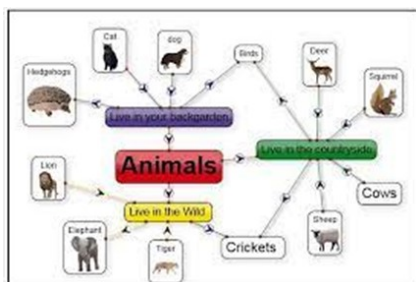 Cat
dog
Birds
Deer
Hedgehogs
Squirrel
Live in your backgarden
Live in the countryside
Animals
Lion
Cows
Live in the Wild
Elephant
Tiger
Crickets
Sheep